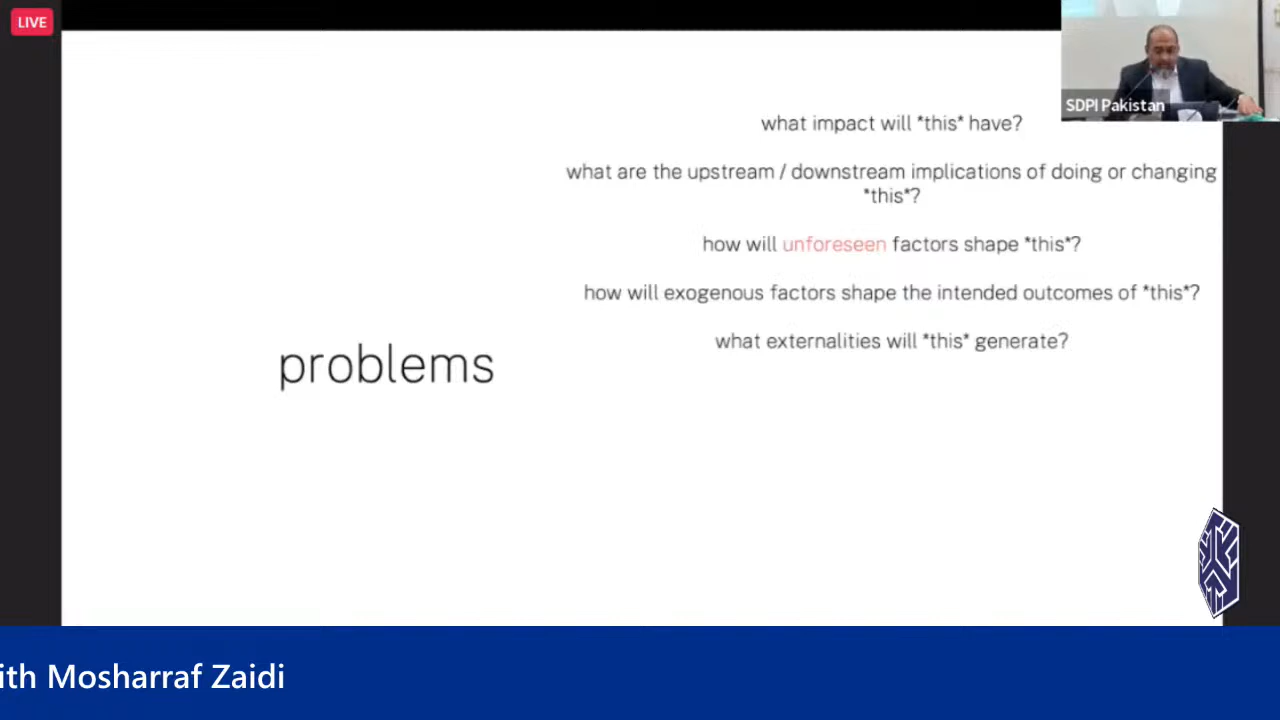 LIVE
SDPI Pakistan
what impact will *this* have?
what are the upstream / downstream implications of doing or changing
*this*?
how will unforeseen factors shape *this*?
how will exogenous factors shape the intended outcomes of *this*?
what externalities will *this* generate?
problems
ith Mosharraf Zaidi